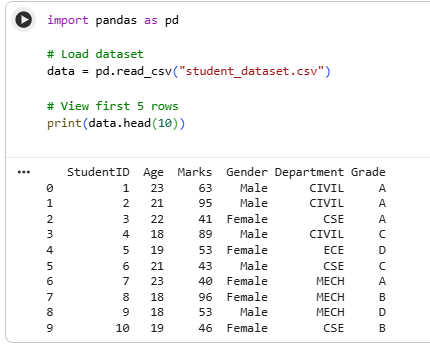 import pandas as pd
# Load dataset
data = pd.read_csv("student_dataset.csv")
# View first 5 rows
print(data.head(10))
StudentID Age Marks Gender Department Grade
0 1 23 63 Male CIVIL A
1 2 21 95 Male CIVIL A
2 3 22 41 Female CSE A
3 4 18 89 Male CIVIL C
4 5 19 53 Female ECE D
5 6 21 43 Male CSE C
6 7 23 40 Female MECH A
7 8 18 96 Female MECH B
8 9 18 53 Male MECH D
9 10 19 46 Female CSE B